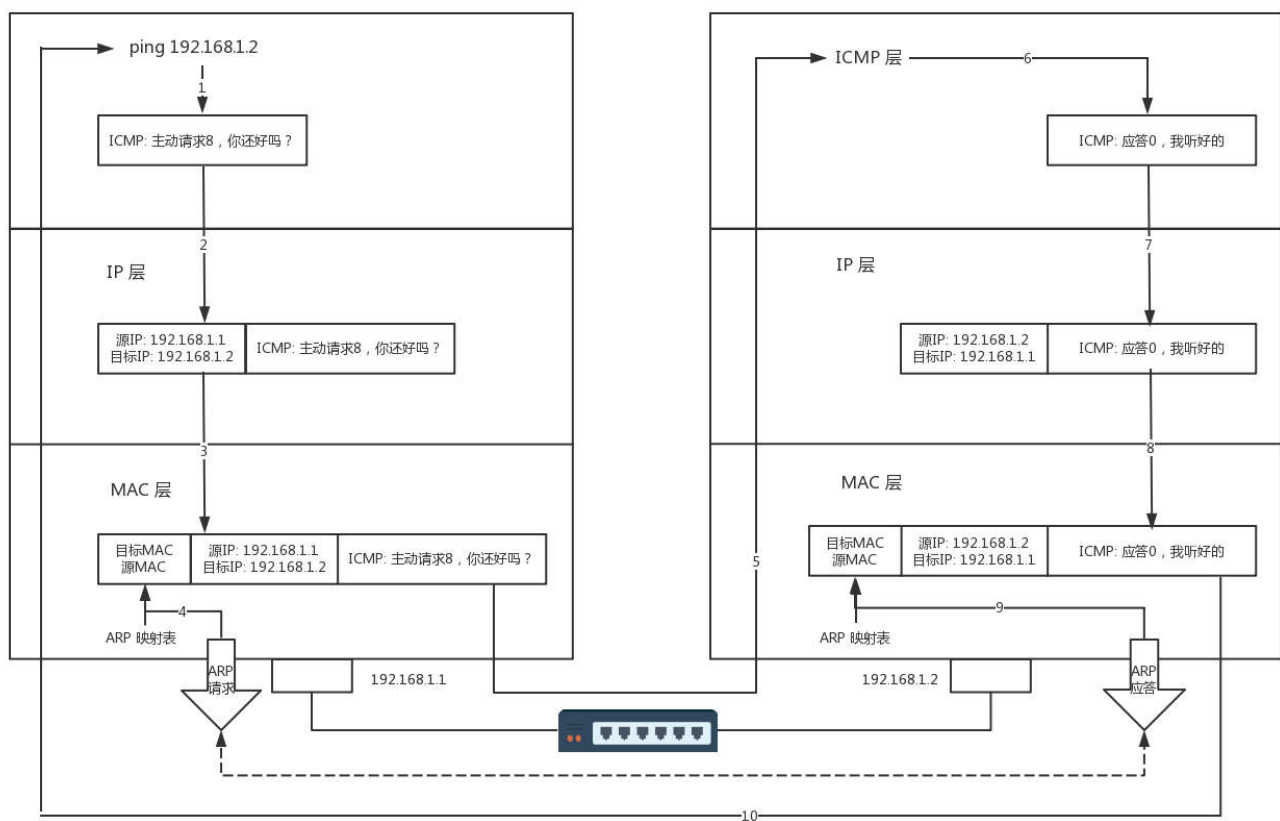 ping 192.168.1.2
1
ICMP: 主动请求8，你还好吗？
2
IP 层
源IP: 192.168.1.1
目标IP: 192.168.1.2
ICMP: 主动请求8，你还好吗？
3
MAC 层
目标MAC
源MAC
源IP: 192.168.1.1
目标IP: 192.168.1.2
ICMP: 主动请求8，你还好吗？
4
ARP 映射表
ARP
请求
192.168.1.1
5
ICMP 层
6
ICMP: 应答0，我听好的
7
IP 层
源IP: 192.168.1.2
目标IP: 192.168.1.1
ICMP: 应答0，我听好的
8
MAC 层
目标MAC
源MAC
源IP: 192.168.1.2
目标IP: 192.168.1.1
ICMP: 应答0，我听好的
9
ARP 映射表
ARP
应答
192.168.1.2
10